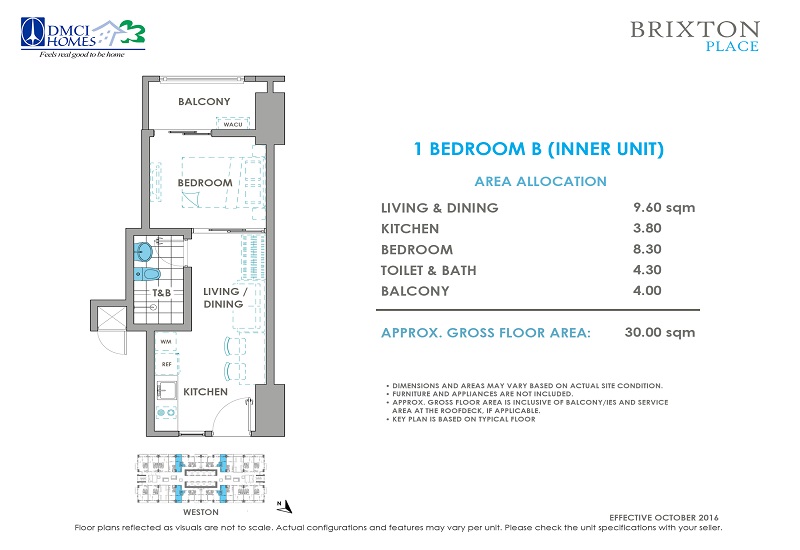 DMCI HOMES
Feels real good to be home
BRIXTON
PLACE
BALCONY
WACU
BEDROOM
T&B
LIVING /
DINING
WM
REF
KITCHEN
WESTON
N
1 BEDROOM B (INNER UNIT)
AREA ALLOCATION
LIVING & DINING 9.60 sqm
KITCHEN 3.80
BEDROOM 8.30
TOILET & BATH 4.30
BALCONY 4.00
APPROX. GROSS FLOOR AREA: 30.00 sqm
• DIMENSIONS AND AREAS MAY VARY BASED ON ACTUAL SITE CONDITION.
• FURNITURE AND APPLIANCES ARE NOT INCLUDED.
• APPROX. GROSS FLOOR AREA IS INCLUSIVE OF BALCONY/IES AND SERVICE
AREA AT THE ROOFDECK, IF APPLICABLE.
• KEY PLAN IS BASED ON TYPICAL FLOOR
EFFECTIVE OCTOBER 2016
Floor plans reflected as visuals are not to scale. Actual configurations and features may vary per unit. Please check the unit specifications with your seller.